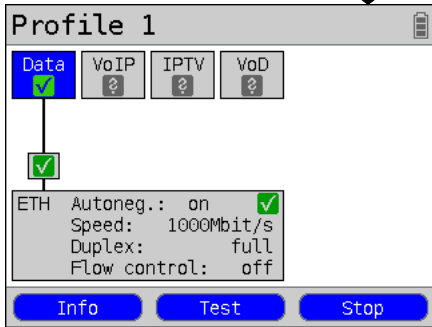 Profile 1
Data VoIP IPTV VoD
ETH Autoneg.: on
Speed: 1000Mbit/s
Duplex: full
Flow control: off
Info Test Stop